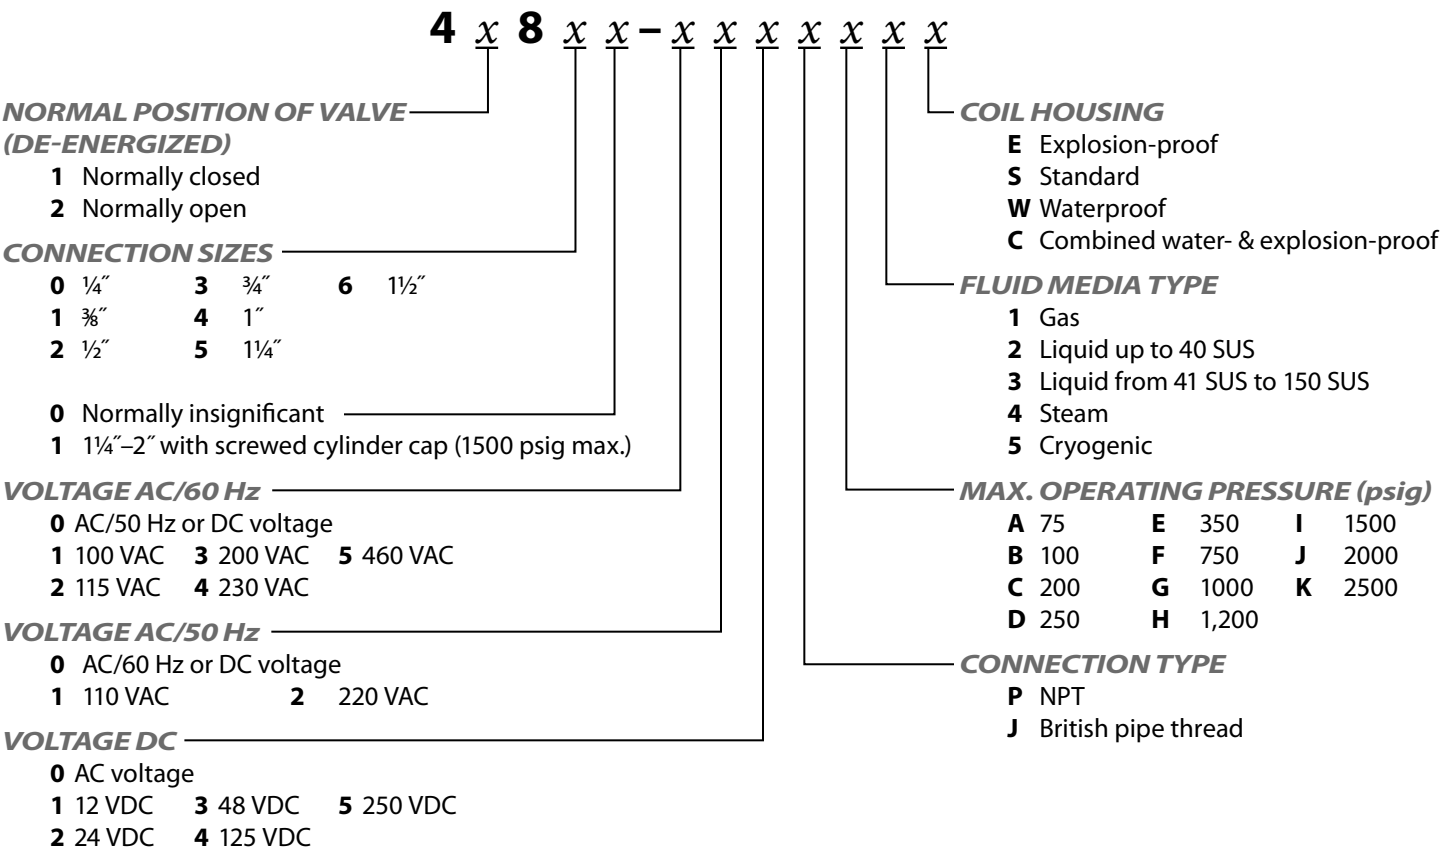 4 x 8 x x – x x x x x x x
NORMAL POSITION OF VALVE
(DE-ENERGIZED)
1 Normally closed
2 Normally open
CONNECTION SIZES
0 ¼˝ 3 ¾˝ 6 1½˝
1 ⅜˝ 4 1˝
2 ½˝ 5 1¼˝
0 Normally insignificant
1 1¼˝–2˝ with screwed cylinder cap (1500 psig max.)
VOLTAGE AC/60 Hz
0 AC/50 Hz or DC voltage
1 100 VAC 3 200 VAC 5 460 VAC
2 115 VAC 4 230 VAC
VOLTAGE AC/50 Hz
0 AC/60 Hz or DC voltage
1 110 VAC 2 220 VAC
VOLTAGE DC
0 AC voltage
1 12 VDC 3 48 VDC 5 250 VDC
2 24 VDC 4 125 VDC
COIL HOUSING
E Explosion-proof
S Standard
W Waterproof
C Combined water- & explosion-proof
FLUID MEDIA TYPE
1 Gas
2 Liquid up to 40 SUS
3 Liquid from 41 SUS to 150 SUS
4 Steam
5 Cryogenic
MAX. OPERATING PRESSURE (psig)
A 75 E 350 I 1500
B 100 F 750 J 2000
C 200 G 1000 K 2500
D 250 H 1,200
CONNECTION TYPE
P NPT
J British pipe thread